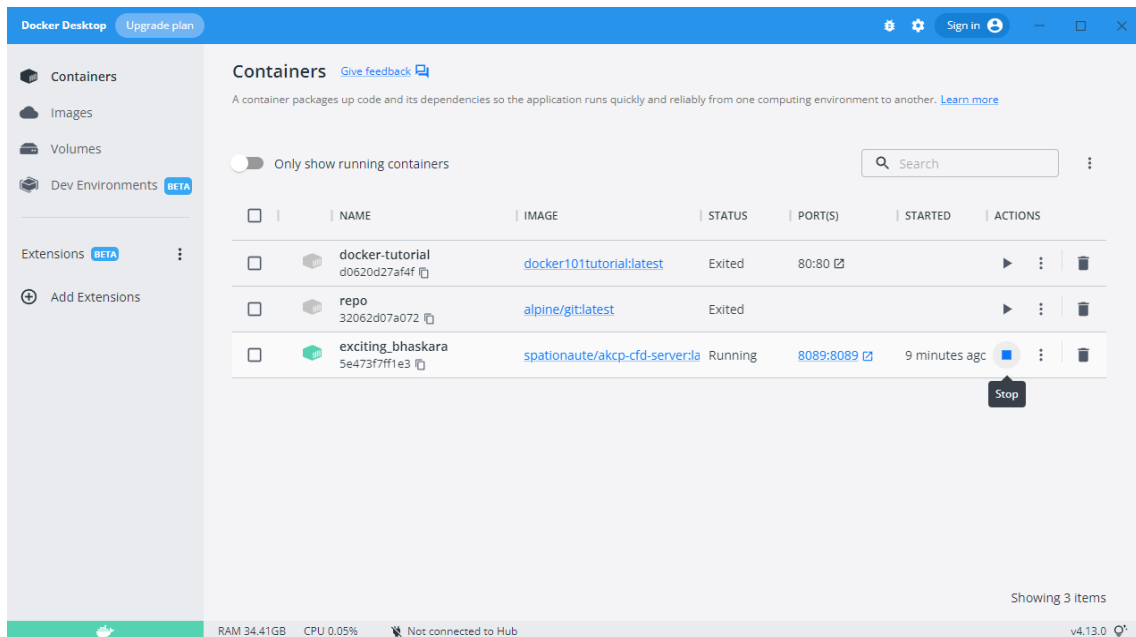 Docker Desktop Upgrade plan Sign in
Containers
Images
Volumes
Dev Environments BETA
Extensions BETA
Add Extensions
Containers Give feedback
A container packages up code and its dependencies so the application runs quickly and reliably from one computing environment to another. Learn more
Only show running containers Search
NAME IMAGE STATUS PORT(S) STARTED ACTIONS
docker-tutorial
d0620d27af4f docker101tutorial:latest Exited 80:80
repo
32062d07a072 alpine/git:latest Exited
exciting_bhaskara
5e473f7ff1e3 spationaute/akcp-cfd-server:la Running 8089:8089 9 minutes agc
Stop
Showing 3 items
RAM 34.41GB CPU 0.05% Not connected to Hub v4.13.0